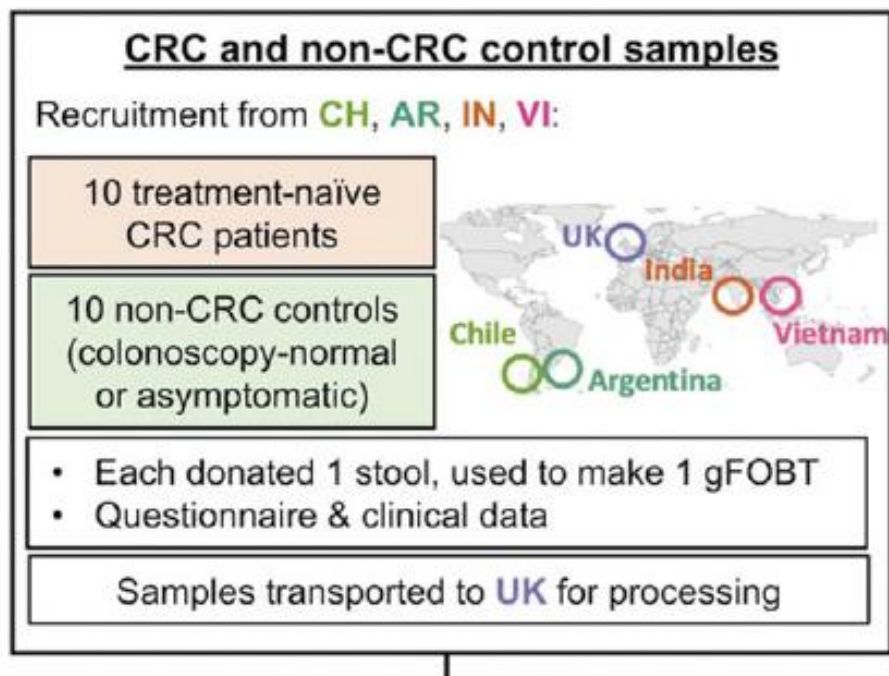 CRC and non-CRC control samples
Recruitment from CH, AR, IN, VI:
10 treatment-naïve
CRC patients
10 non-CRC controls
(colonoscopy-normal
or asymptomatic)
UK
India
Chile
Vietnam
Argentina
• Each donated 1 stool, used to make 1 gFOBT
• Questionnaire & clinical data
Samples transported to UK for processing